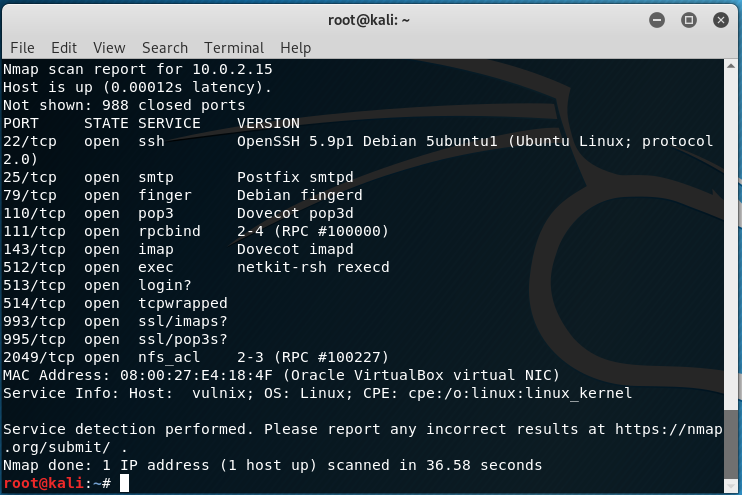 root@kali: ~
File Edit View Search Terminal Help
Nmap scan report for 10.0.2.15
Host is up (0.00012s latency).
Not shown: 988 closed ports
PORT     STATE SERVICE    VERSION
22/tcp   open  ssh        OpenSSH 5.9p1 Debian 5ubuntu1 (Ubuntu Linux; protocol
2.0)
25/tcp   open  smtp       Postfix smtpd
79/tcp   open  finger     Debian fingerd
110/tcp  open  pop3       Dovecot pop3d
111/tcp  open  rpcbind    2-4 (RPC #100000)
143/tcp  open  imap       Dovecot imapd
512/tcp  open  exec       netkit-rsh rexecd
513/tcp  open  login?
514/tcp  open  tcpwrapped
993/tcp  open  ssl/imaps?
995/tcp  open  ssl/pop3s?
2049/tcp open  nfs_acl    2-3 (RPC #100227)
MAC Address: 08:00:27:E4:18:4F (Oracle VirtualBox virtual NIC)
Service Info: Host:  vulnix; OS: Linux; CPE: cpe:/o:linux:linux_kernel
Service detection performed. Please report any incorrect results at https://nmap
.org/submit/ .
Nmap done: 1 IP address (1 host up) scanned in 36.58 seconds
root@kali:~#